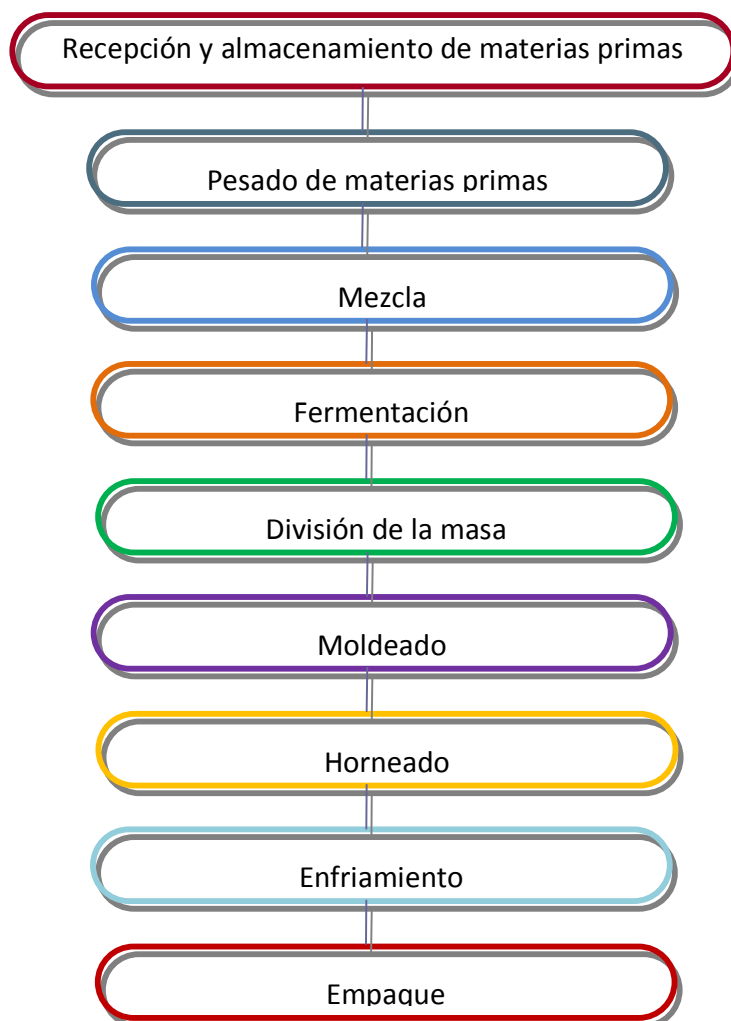 Recepción y almacenamiento de materias primas
Pesado de materias primas
Mezcla
Fermentación
División de la masa
Moldeado
Horneado
Enfriamiento
Empaque